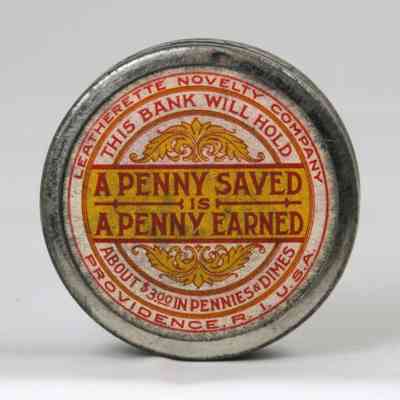 LEATHERETTE NOVELTY COMPANY
THIS BANK WILL HOLD
A PENNY SAVED
IS
A PENNY EARNED
ABOUT $3.00 IN PENNIES & DIMES
PROVIDENCE, R. I. U.S.A.